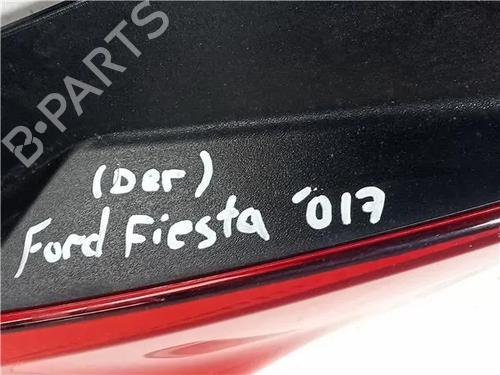 B-PARTS
(Der)
Ford Fiesta '017